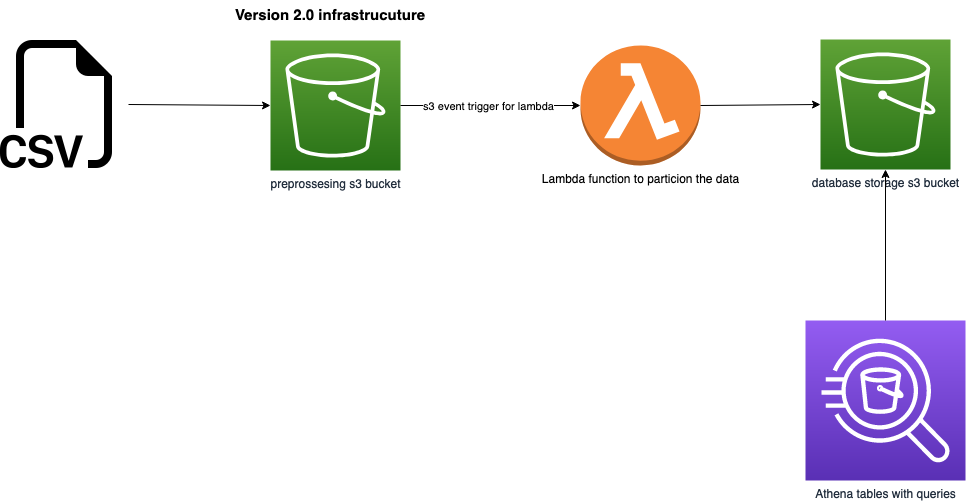 Version 2.0 infrastrucuture
CSV
s3 event trigger for lambda
preprossesing s3 bucket
Lambda function to particion the data
database storage s3 bucket
Athena tables with queries